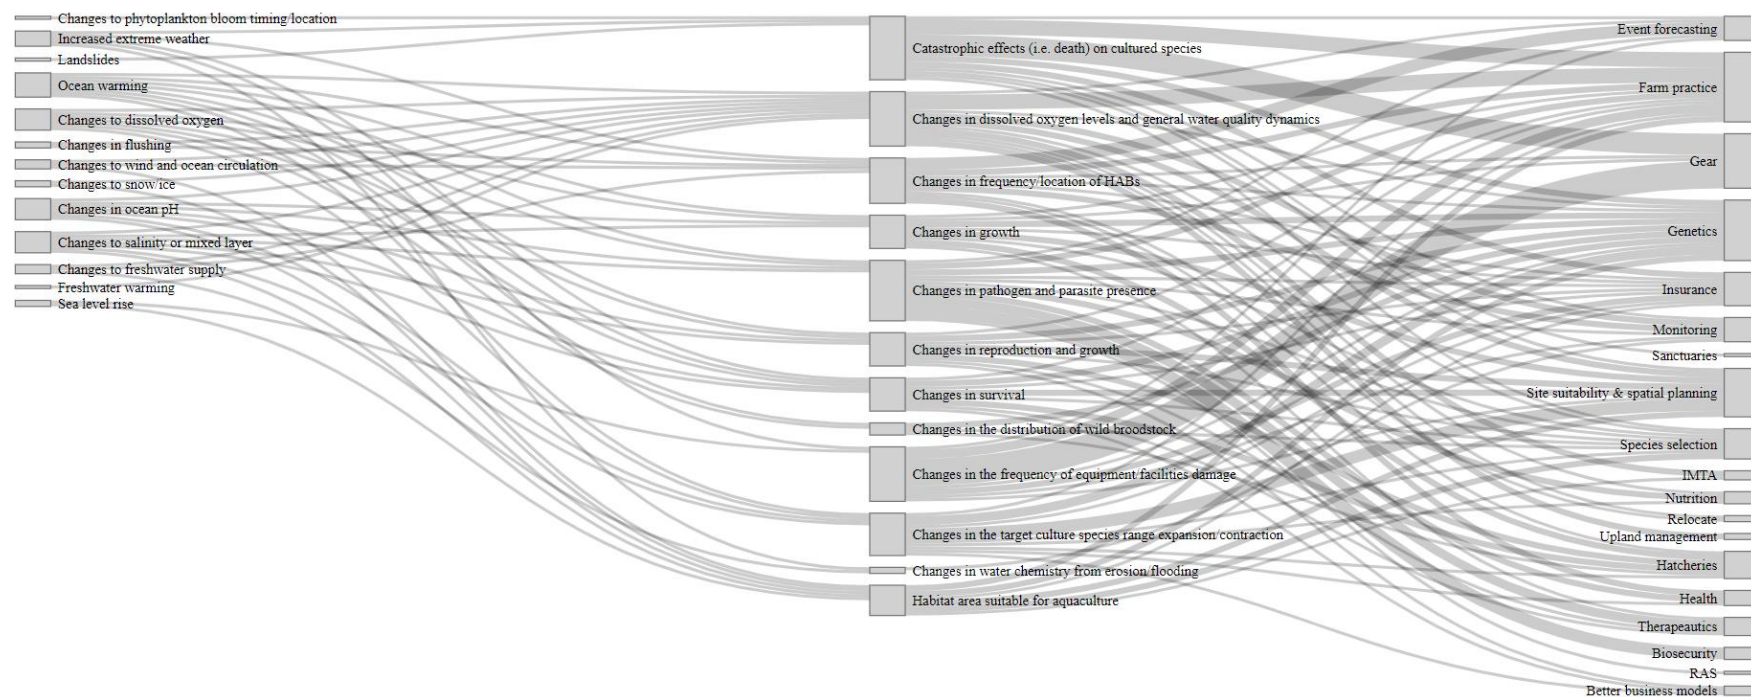 Changes to phytoplankton bloom timing/location
Increased extreme weather
Landslides
Ocean warming
Changes to dissolved oxygen
Changes in flushing
Changes to wind and ocean circulation
Changes to snow/ice
Changes in ocean pH
Changes to salinity or mixed layer
Changes to freshwater supply
Freshwater warming
Sea level rise
Catastrophic effects (i.e. death) on cultured species
Changes in dissolved oxygen levels and general water quality dynamics
Changes in frequency/location of HABs
Changes in growth
Changes in pathogen and parasite presence
Changes in reproduction and growth
Changes in survival
Changes in the distribution of wild broodstock
Changes in the frequency of equipment/facilities damage
Changes in the target culture species range expansion/contraction
Changes in water chemistry from erosion/flooding
Habitat area suitable for aquaculture
Event forecasting
Farm practice
Gear
Genetics
Insurance
Monitoring
Sanctuaries
Site suitability & spatial planning
Species selection
IMTA
Nutrition
Relocate
Upland management
Hatcheries
Health
Therapeautics
Biosecurity
RAS
Better business models